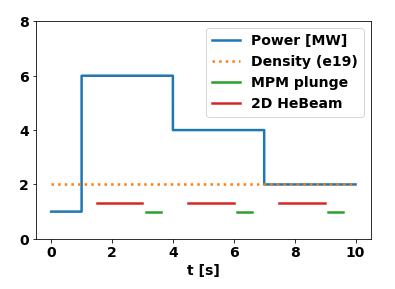 8
6
4
2
0
Power [MW]
Density (e19)
MPM plunge
2D HeBeam
0 2 4 6 8 10
t [s]